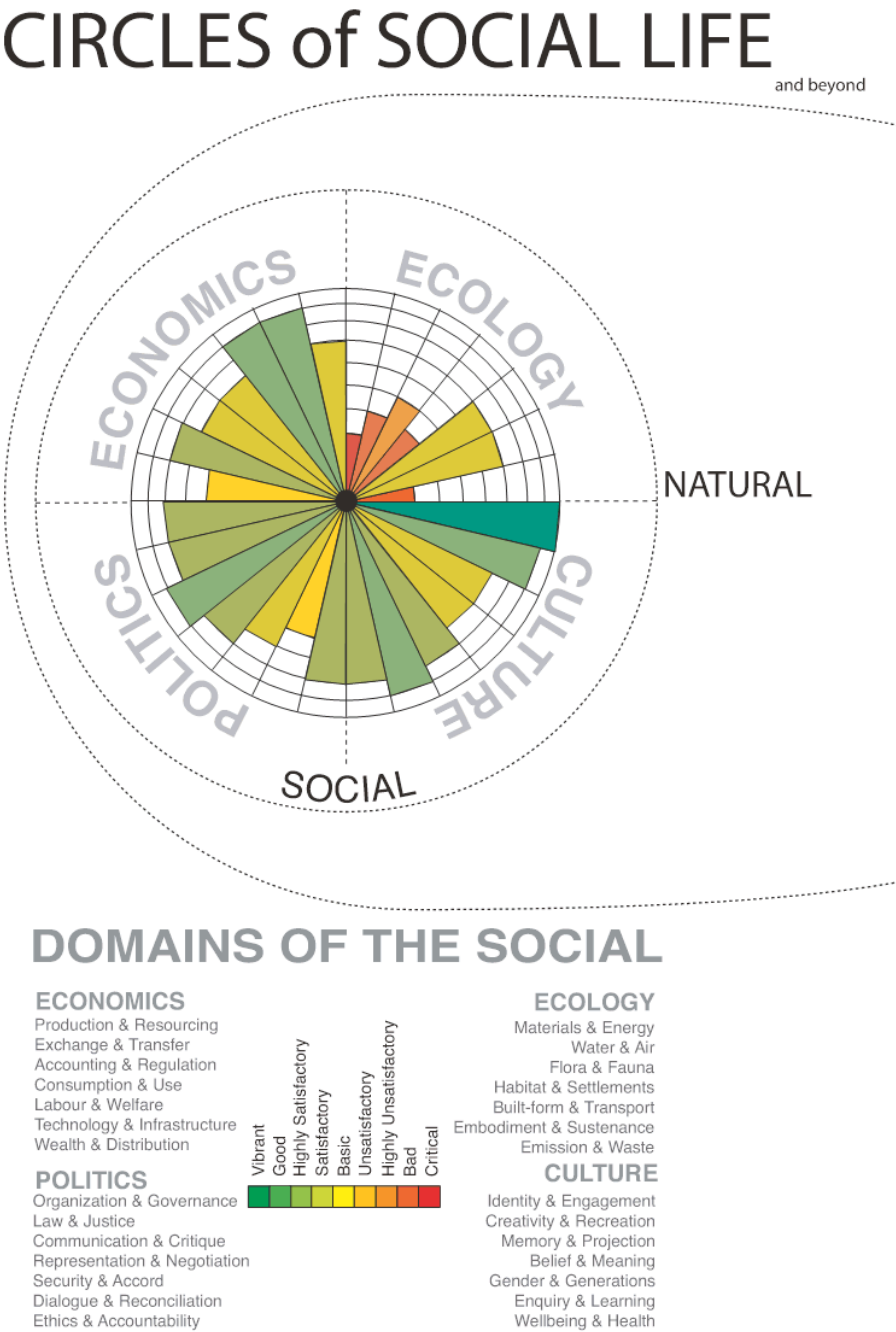 CIRCLES of SOCIAL LIFE
and beyond
ECONOMICS
ECOLOGY
NATURAL
POLITICS
CULTURE
SOCIAL
DOMAINS OF THE SOCIAL
ECONOMICS
Production & Resourcing
Exchange & Transfer
Accounting & Regulation
Consumption & Use
Labour & Welfare
Technology & Infrastructure
Wealth & Distribution
POLITICS
Organization & Governance
Law & Justice
Communication & Critique
Representation & Negotiation
Security & Accord
Dialogue & Reconciliation
Ethics & Accountability
Vibrant
Good
Highly Satisfactory
Satisfactory
Basic
Unsatisfactory
Highly Unsatisfactory
Bad
Critical
ECOLOGY
Materials & Energy
Water & Air
Flora & Fauna
Habitat & Settlements
Built-form & Transport
Embodiment & Sustenance
Emission & Waste
CULTURE
Identity & Engagement
Creativity & Recreation
Memory & Projection
Belief & Meaning
Gender & Generations
Enquiry & Learning
Wellbeing & Health